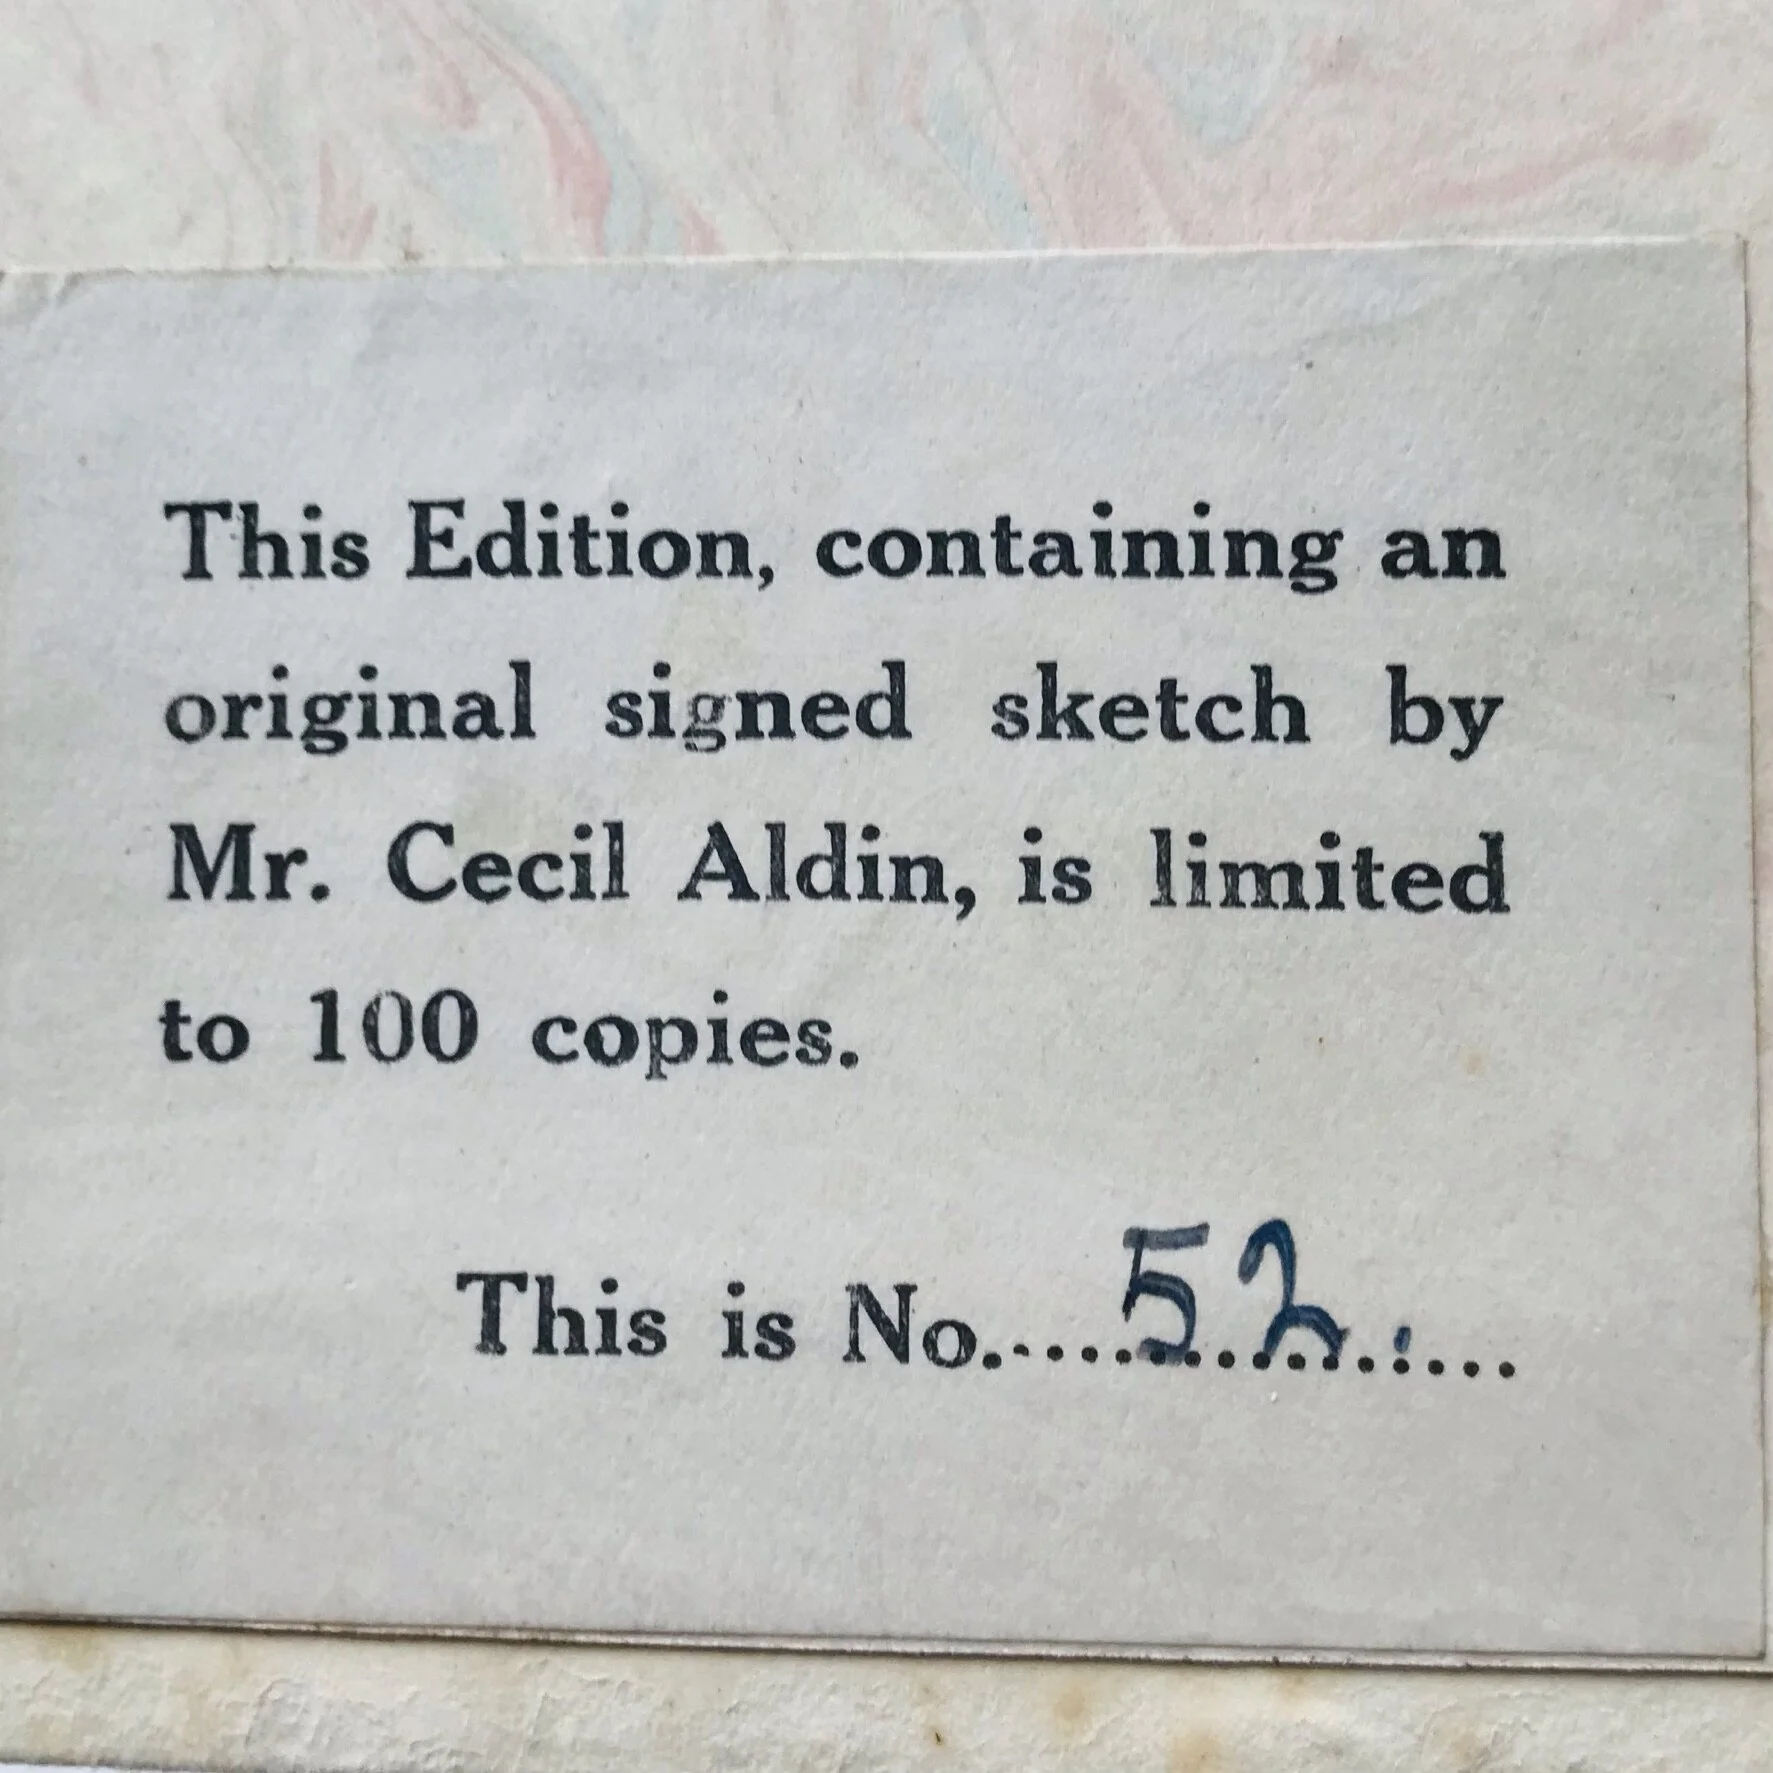 This Edition, containing an
original signed sketch by
Mr. Cecil Aldin, is limited
to 100 copies.
This is No.....52.......